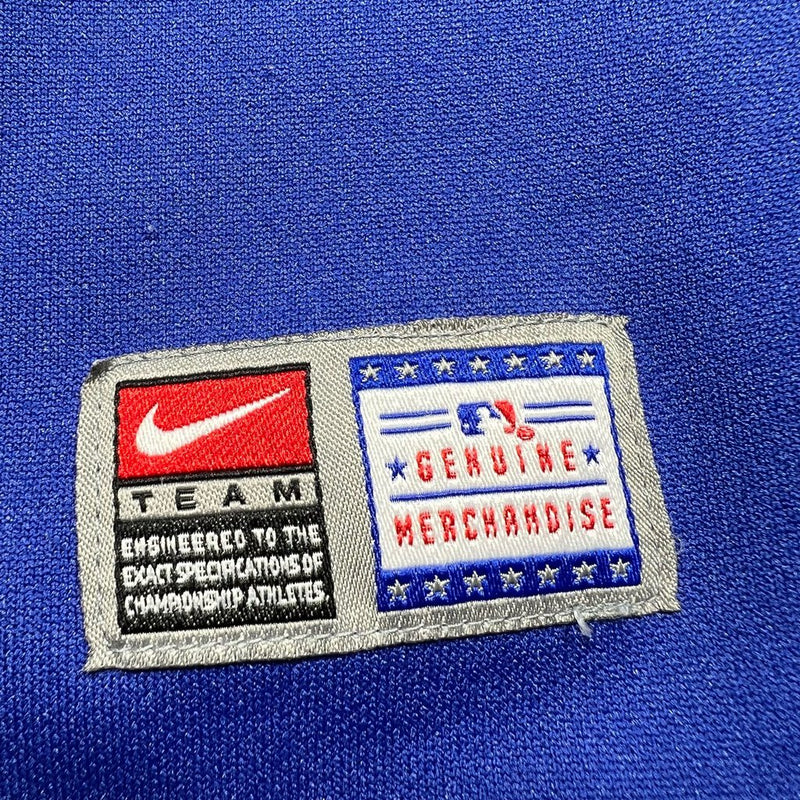 TEAM
ENGINEERED TO THE
EXACT SPECIFICATIONS OF
CHAMPIONSHIP ATHLETES.
GENUINE
MERCHANDISE